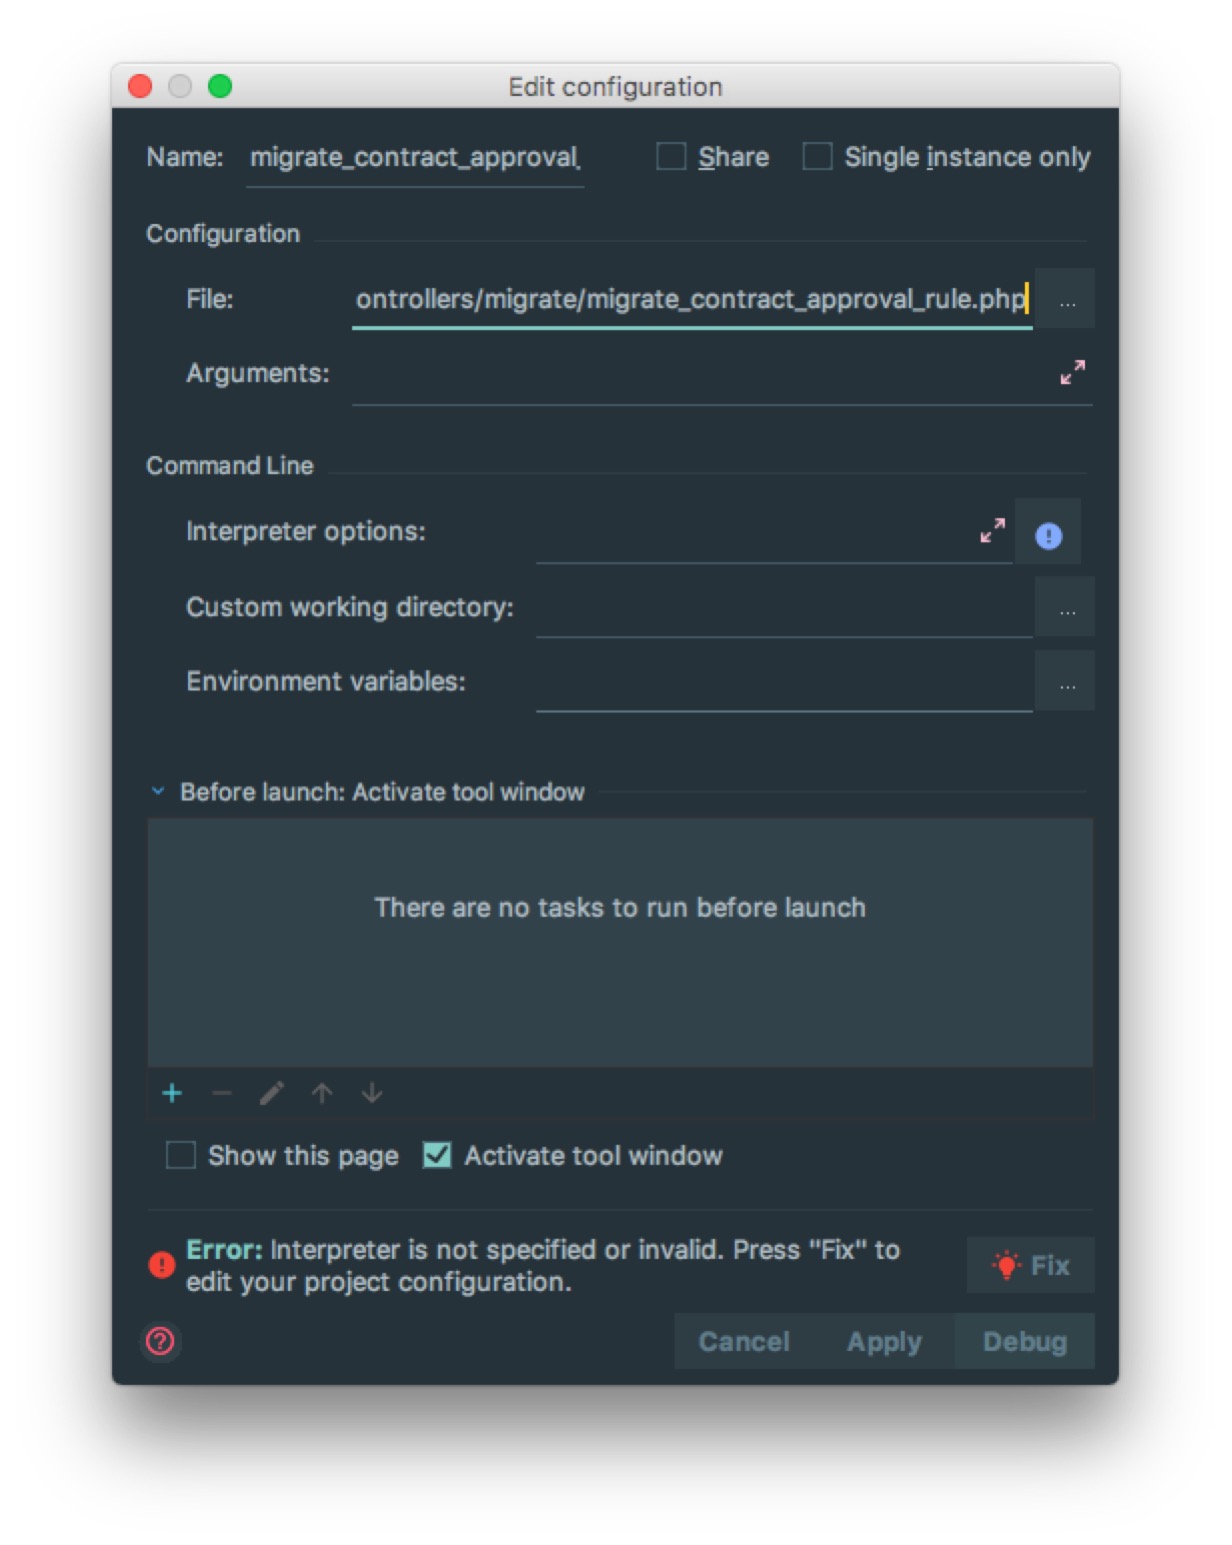 Edit configuration
Name: migrate_contract_approval_ Share Single instance only
Configuration
File: ontrollers/migrate/migrate_contract_approval_rule.php ...
Arguments:
Command Line
Interpreter options:
Custom working directory: ...
Environment variables: ...
Before launch: Activate tool window
There are no tasks to run before launch
Show this page Activate tool window
Error: Interpreter is not specified or invalid. Press "Fix" to
edit your project configuration.
Fix
Cancel Apply Debug